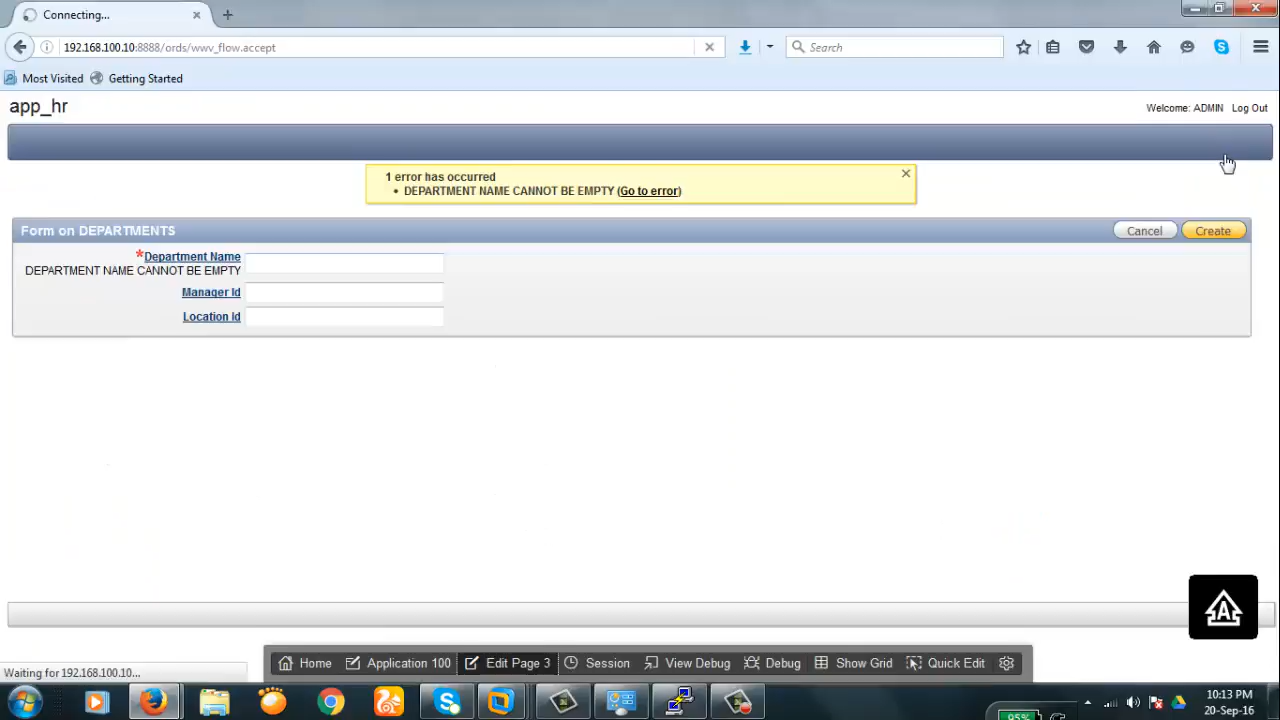 Connecting...
192.168.100.10:8888/ords/wwv_flow.accept
Search
Most Visited
Getting Started
app_hr
Welcome: ADMIN Log Out
1 error has occurred
• DEPARTMENT NAME CANNOT BE EMPTY (Go to error)
Form on DEPARTMENTS
Cancel
Create
*Department Name
DEPARTMENT NAME CANNOT BE EMPTY
Manager Id
Location Id
A
Waiting for 192.168.100.10...
Home
Application 100
Edit Page 3
Session
View Debug
Debug
Show Grid
Quick Edit
10:13 PM
20-Sep-16
95%